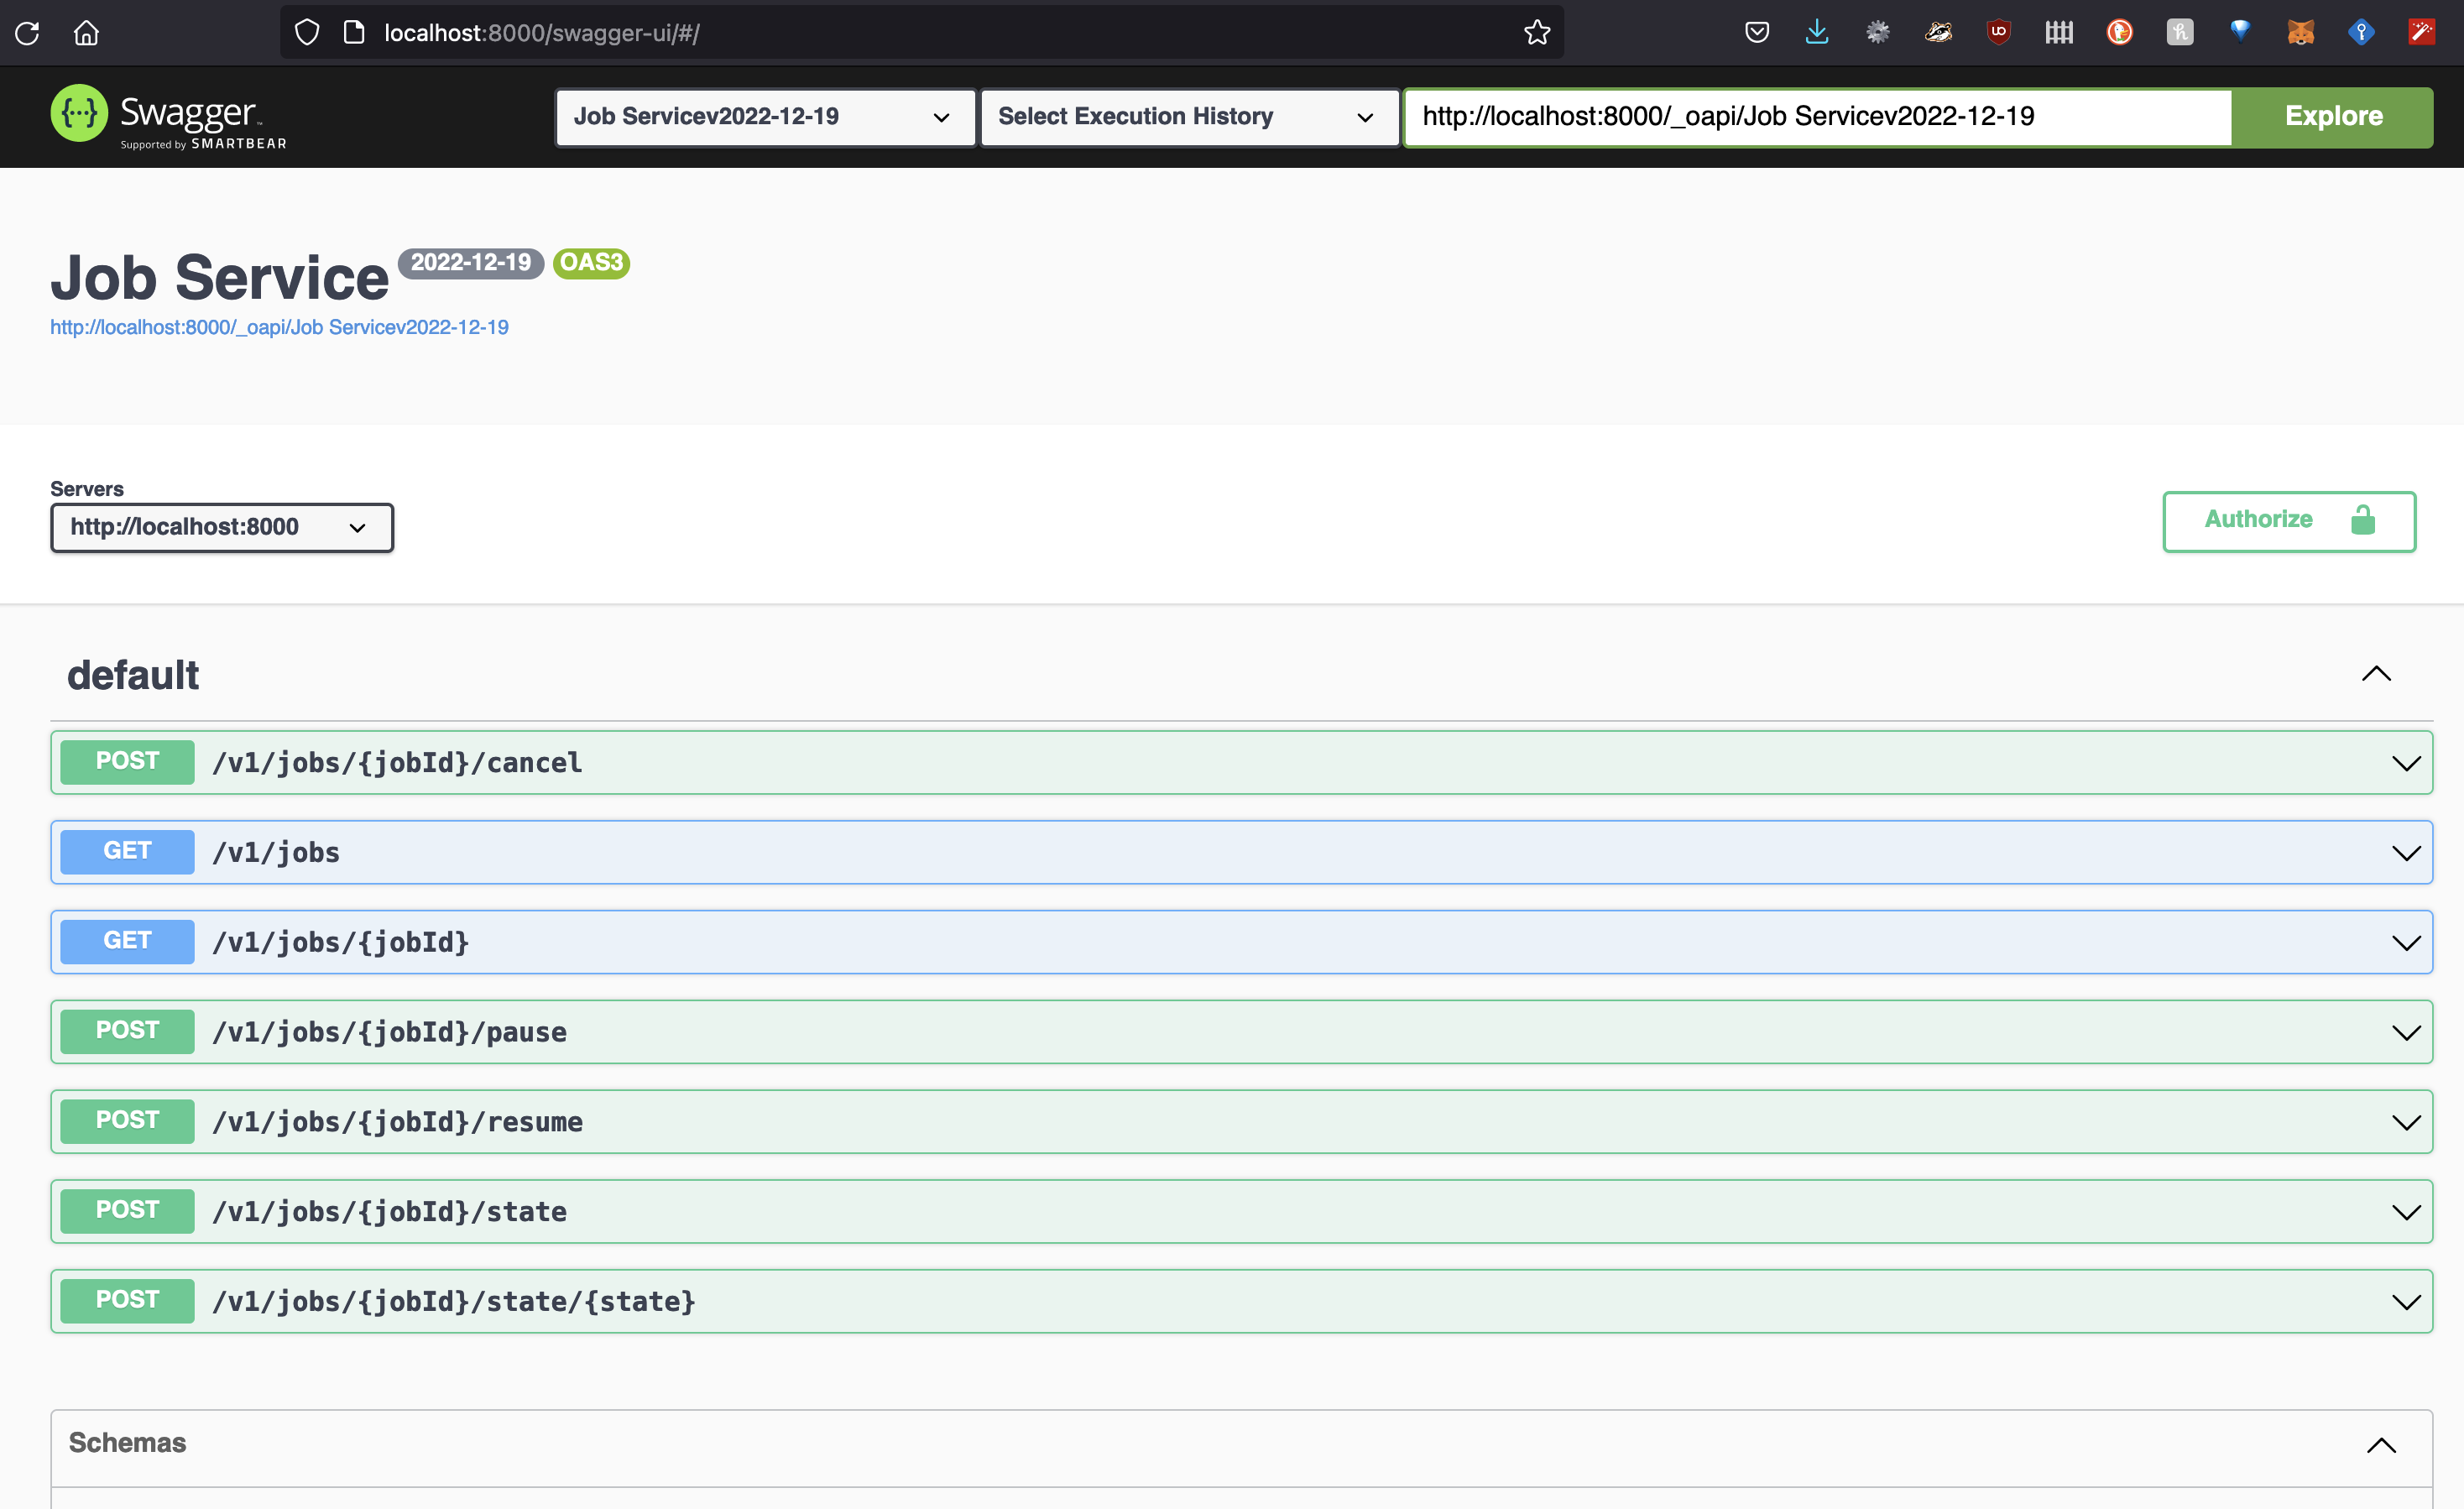 localhost:8000/swagger-ui/#/
{···} Swagger™
Supported by SMARTBEAR
Job Servicev2022-12-19
Select Execution History
http://localhost:8000/_oapi/Job Servicev2022-12-19
Explore
Job Service 2022-12-19 OAS3
http://localhost:8000/_oapi/Job Servicev2022-12-19
Servers
http://localhost:8000
Authorize
default
POST /v1/jobs/{jobId}/cancel
GET /v1/jobs
GET /v1/jobs/{jobId}
POST /v1/jobs/{jobId}/pause
POST /v1/jobs/{jobId}/resume
POST /v1/jobs/{jobId}/state
POST /v1/jobs/{jobId}/state/{state}
Schemas